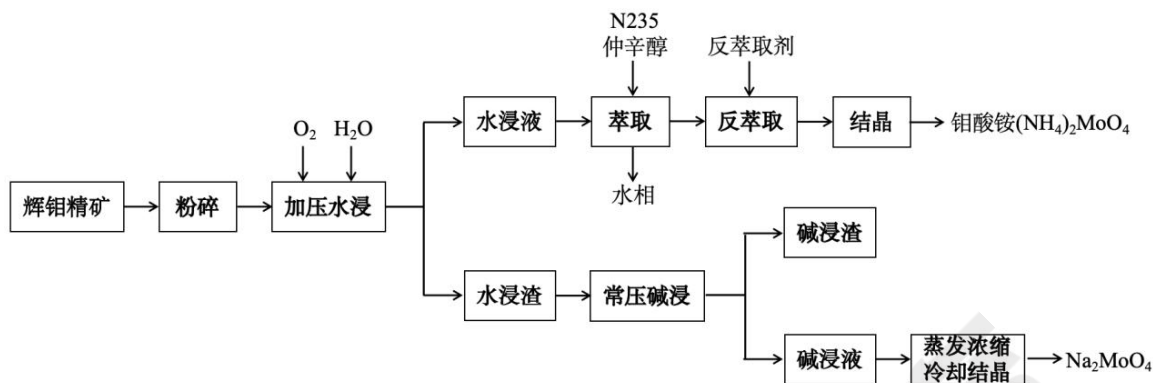 N235
仲辛醇
反萃取剂
O₂
H₂O
水浸液
萃取
反萃取
结晶
钼酸铵(NH₄)₂MoO₄
水相
辉钼精矿
粉碎
加压水浸
碱浸渣
水浸渣
常压碱浸
碱浸液
蒸发浓缩
冷却结晶
Na₂MoO₄